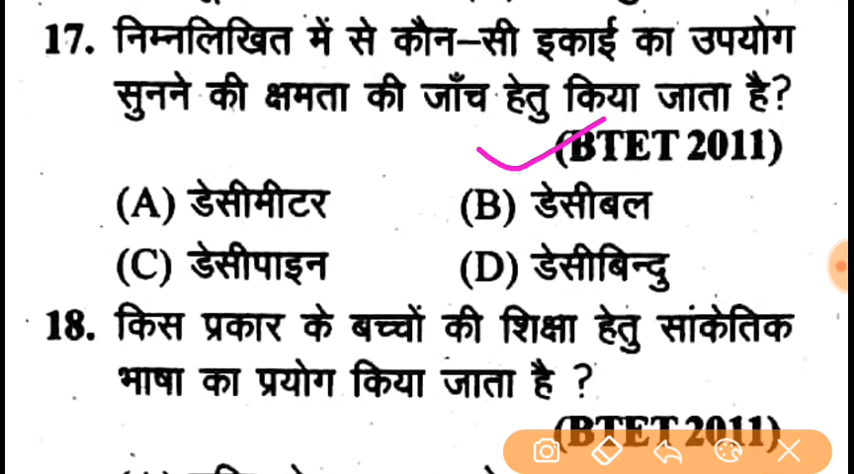 17. निम्नलिखित में से कौन-सी इकाई का उपयोग
सुनने की क्षमता की जाँच हेतु किया जाता है?
(BTET 2011)
(A) डेसीमीटर (B) डेसीबल
(C) डेसीपाइन (D) डेसीबिन्दु
18. किस प्रकार के बच्चों की शिक्षा हेतु सांकेतिक
भाषा का प्रयोग किया जाता है ?
(BTET 2011)